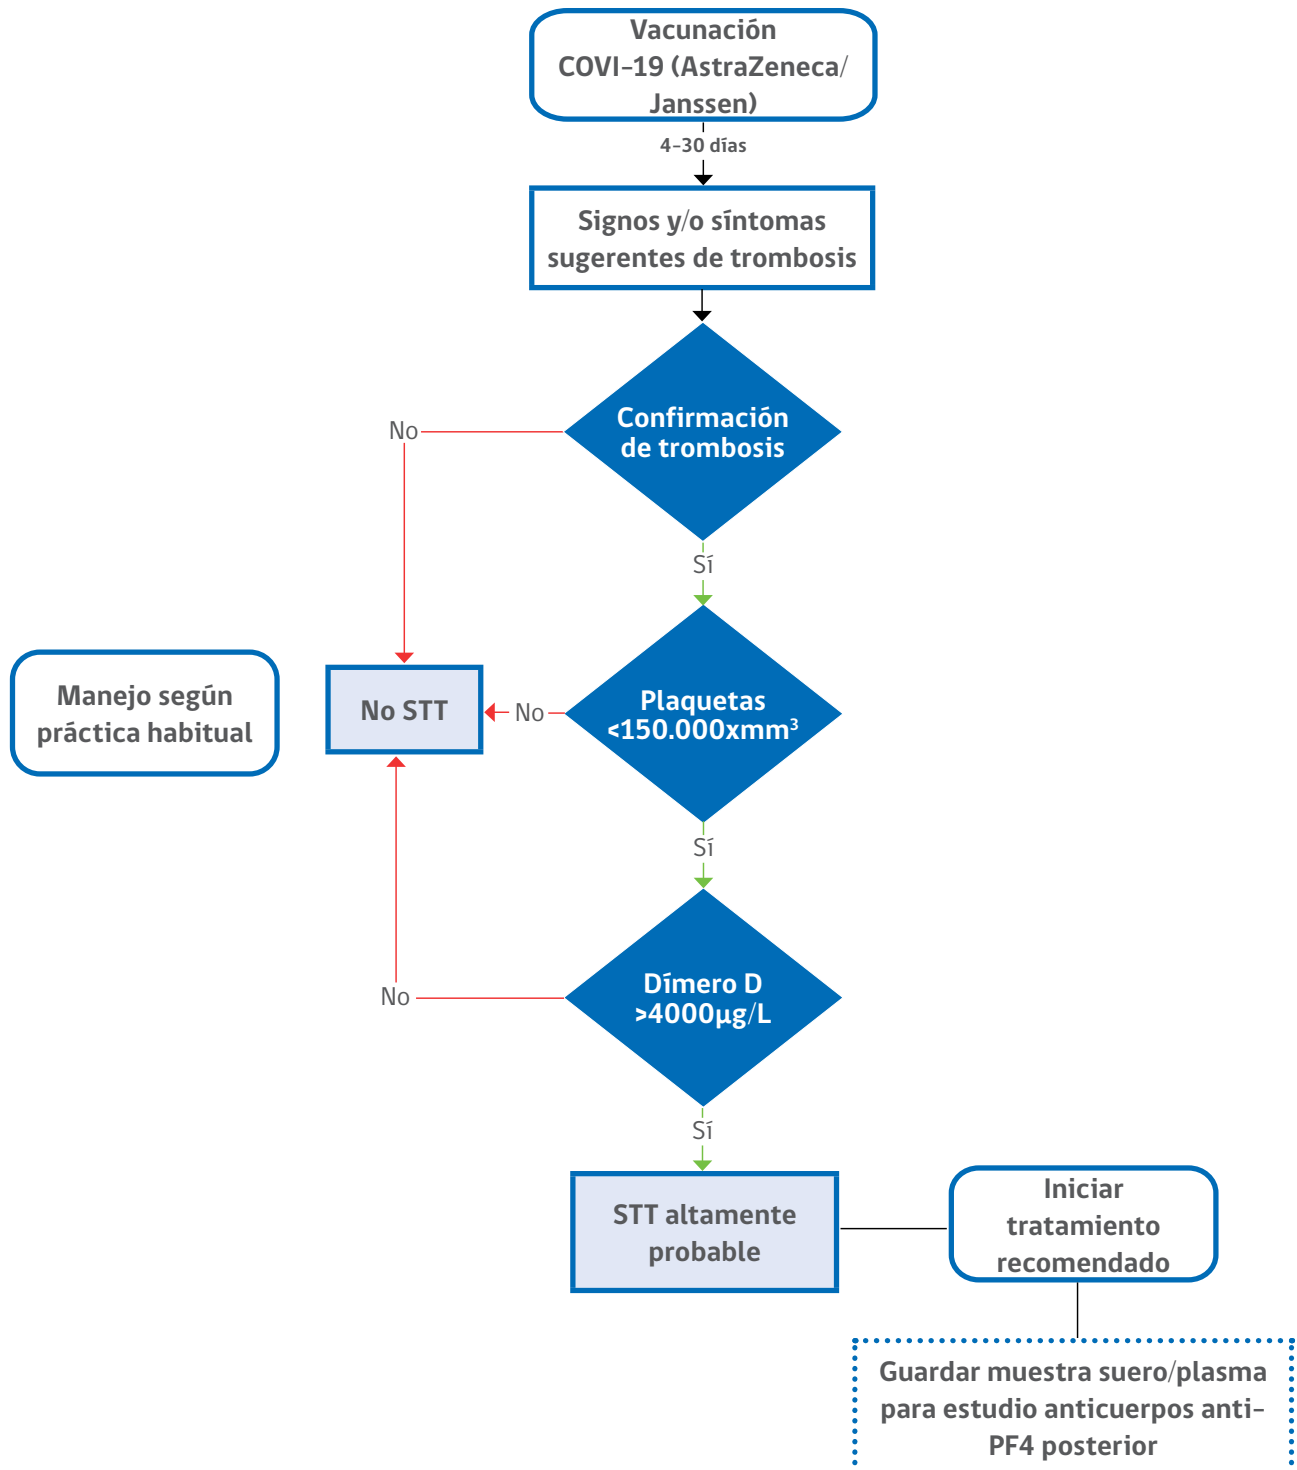 Vacunación
COVI-19 (AstraZeneca/
Janssen)
4-30 días
Signos y/o síntomas
sugerentes de trombosis
Confirmación
de trombosis
No
Sí
Manejo según
práctica habitual
No STT
No
Plaquetas
<150.000xmm³
Sí
Dímero D
>4000µg/L
No
Sí
STT altamente
probable
Iniciar
tratamiento
recomendado
Guardar muestra suero/plasma
para estudio anticuerpos anti-
PF4 posterior